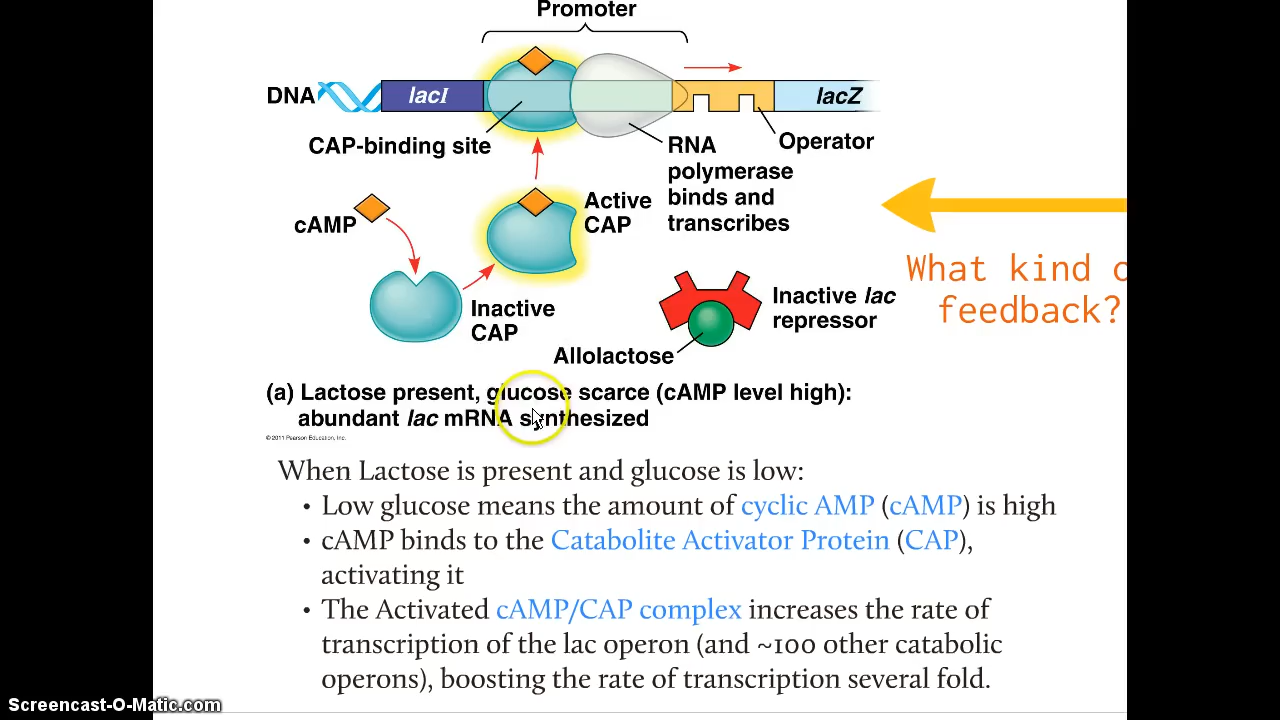 Promoter
DNA
lacI
lacZ
CAP-binding site
RNA
polymerase
binds and
transcribes
Operator
cAMP
Active
CAP
Inactive
CAP
Inactive lac
repressor
Allolactose
What kind o
feedback?
(a) Lactose present, glucose scarce (cAMP level high):
abundant lac mRNA synthesized
© 2011 Pearson Education, Inc.
When Lactose is present and glucose is low:
• Low glucose means the amount of cyclic AMP (cAMP) is high
• cAMP binds to the Catabolite Activator Protein (CAP),
activating it
• The Activated cAMP/CAP complex increases the rate of
transcription of the lac operon (and ~100 other catabolic
operons), boosting the rate of transcription several fold.
Screencast-O-Matic.com